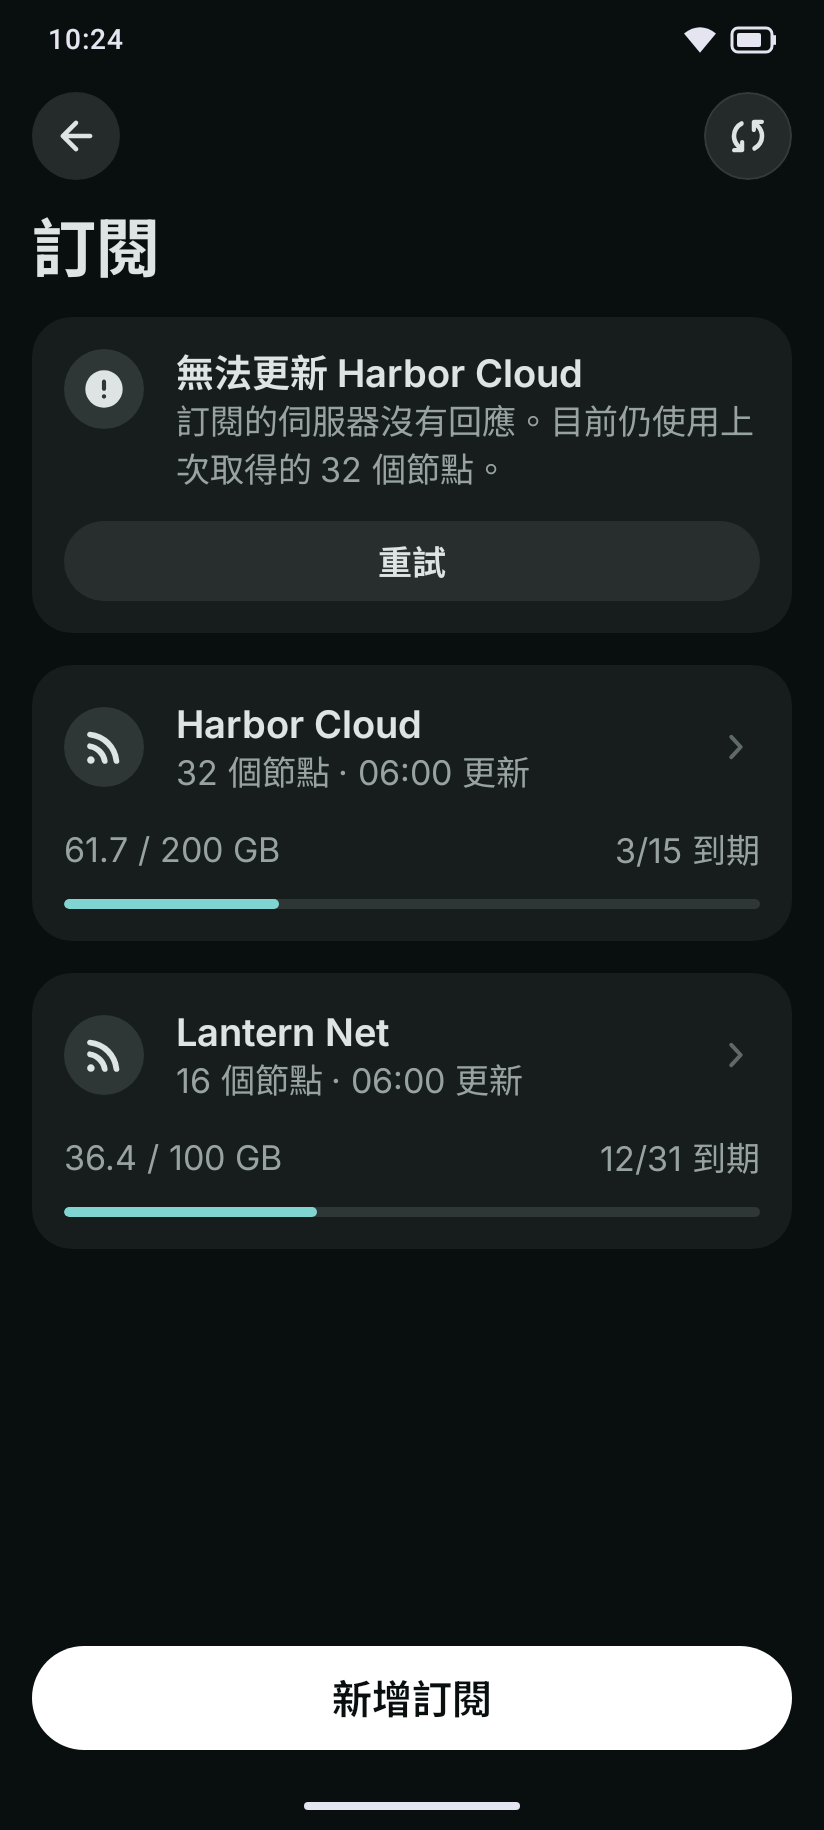 10:24
訂閱
無法更新 Harbor Cloud
訂閱的伺服器沒有回應。目前仍使用上
次取得的 32 個節點。
重試
Harbor Cloud
32 個節點 · 06:00 更新
61.7 / 200 GB
3/15 到期
Lantern Net
16 個節點 · 06:00 更新
36.4 / 100 GB
12/31 到期
新增訂閱